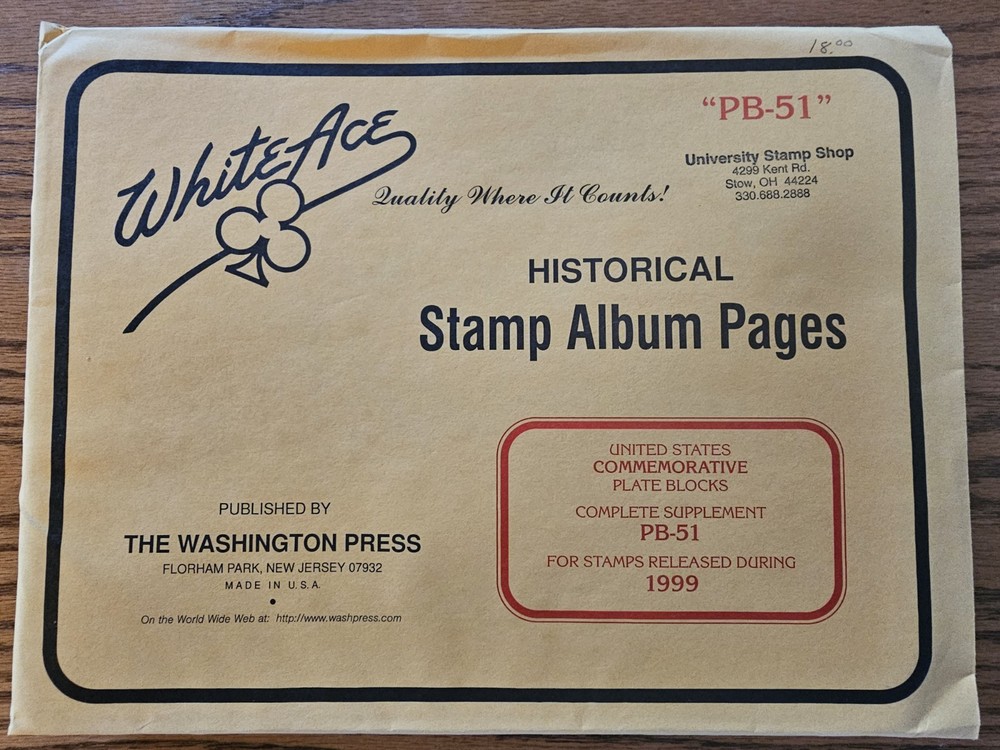 18.00
"PB-51"
WhiteAce
Quality Where It Counts!
University Stamp Shop
4299 Kent Rd.
Stow, OH 44224
330.688.2888
HISTORICAL
Stamp Album Pages
UNITED STATES
COMMEMORATIVE
PLATE BLOCKS
COMPLETE SUPPLEMENT
PB-51
FOR STAMPS RELEASED DURING
1999
PUBLISHED BY
THE WASHINGTON PRESS
FLORHAM PARK, NEW JERSEY 07932
MADE IN U.S.A.
On the World Wide Web at: http://www.washpress.com